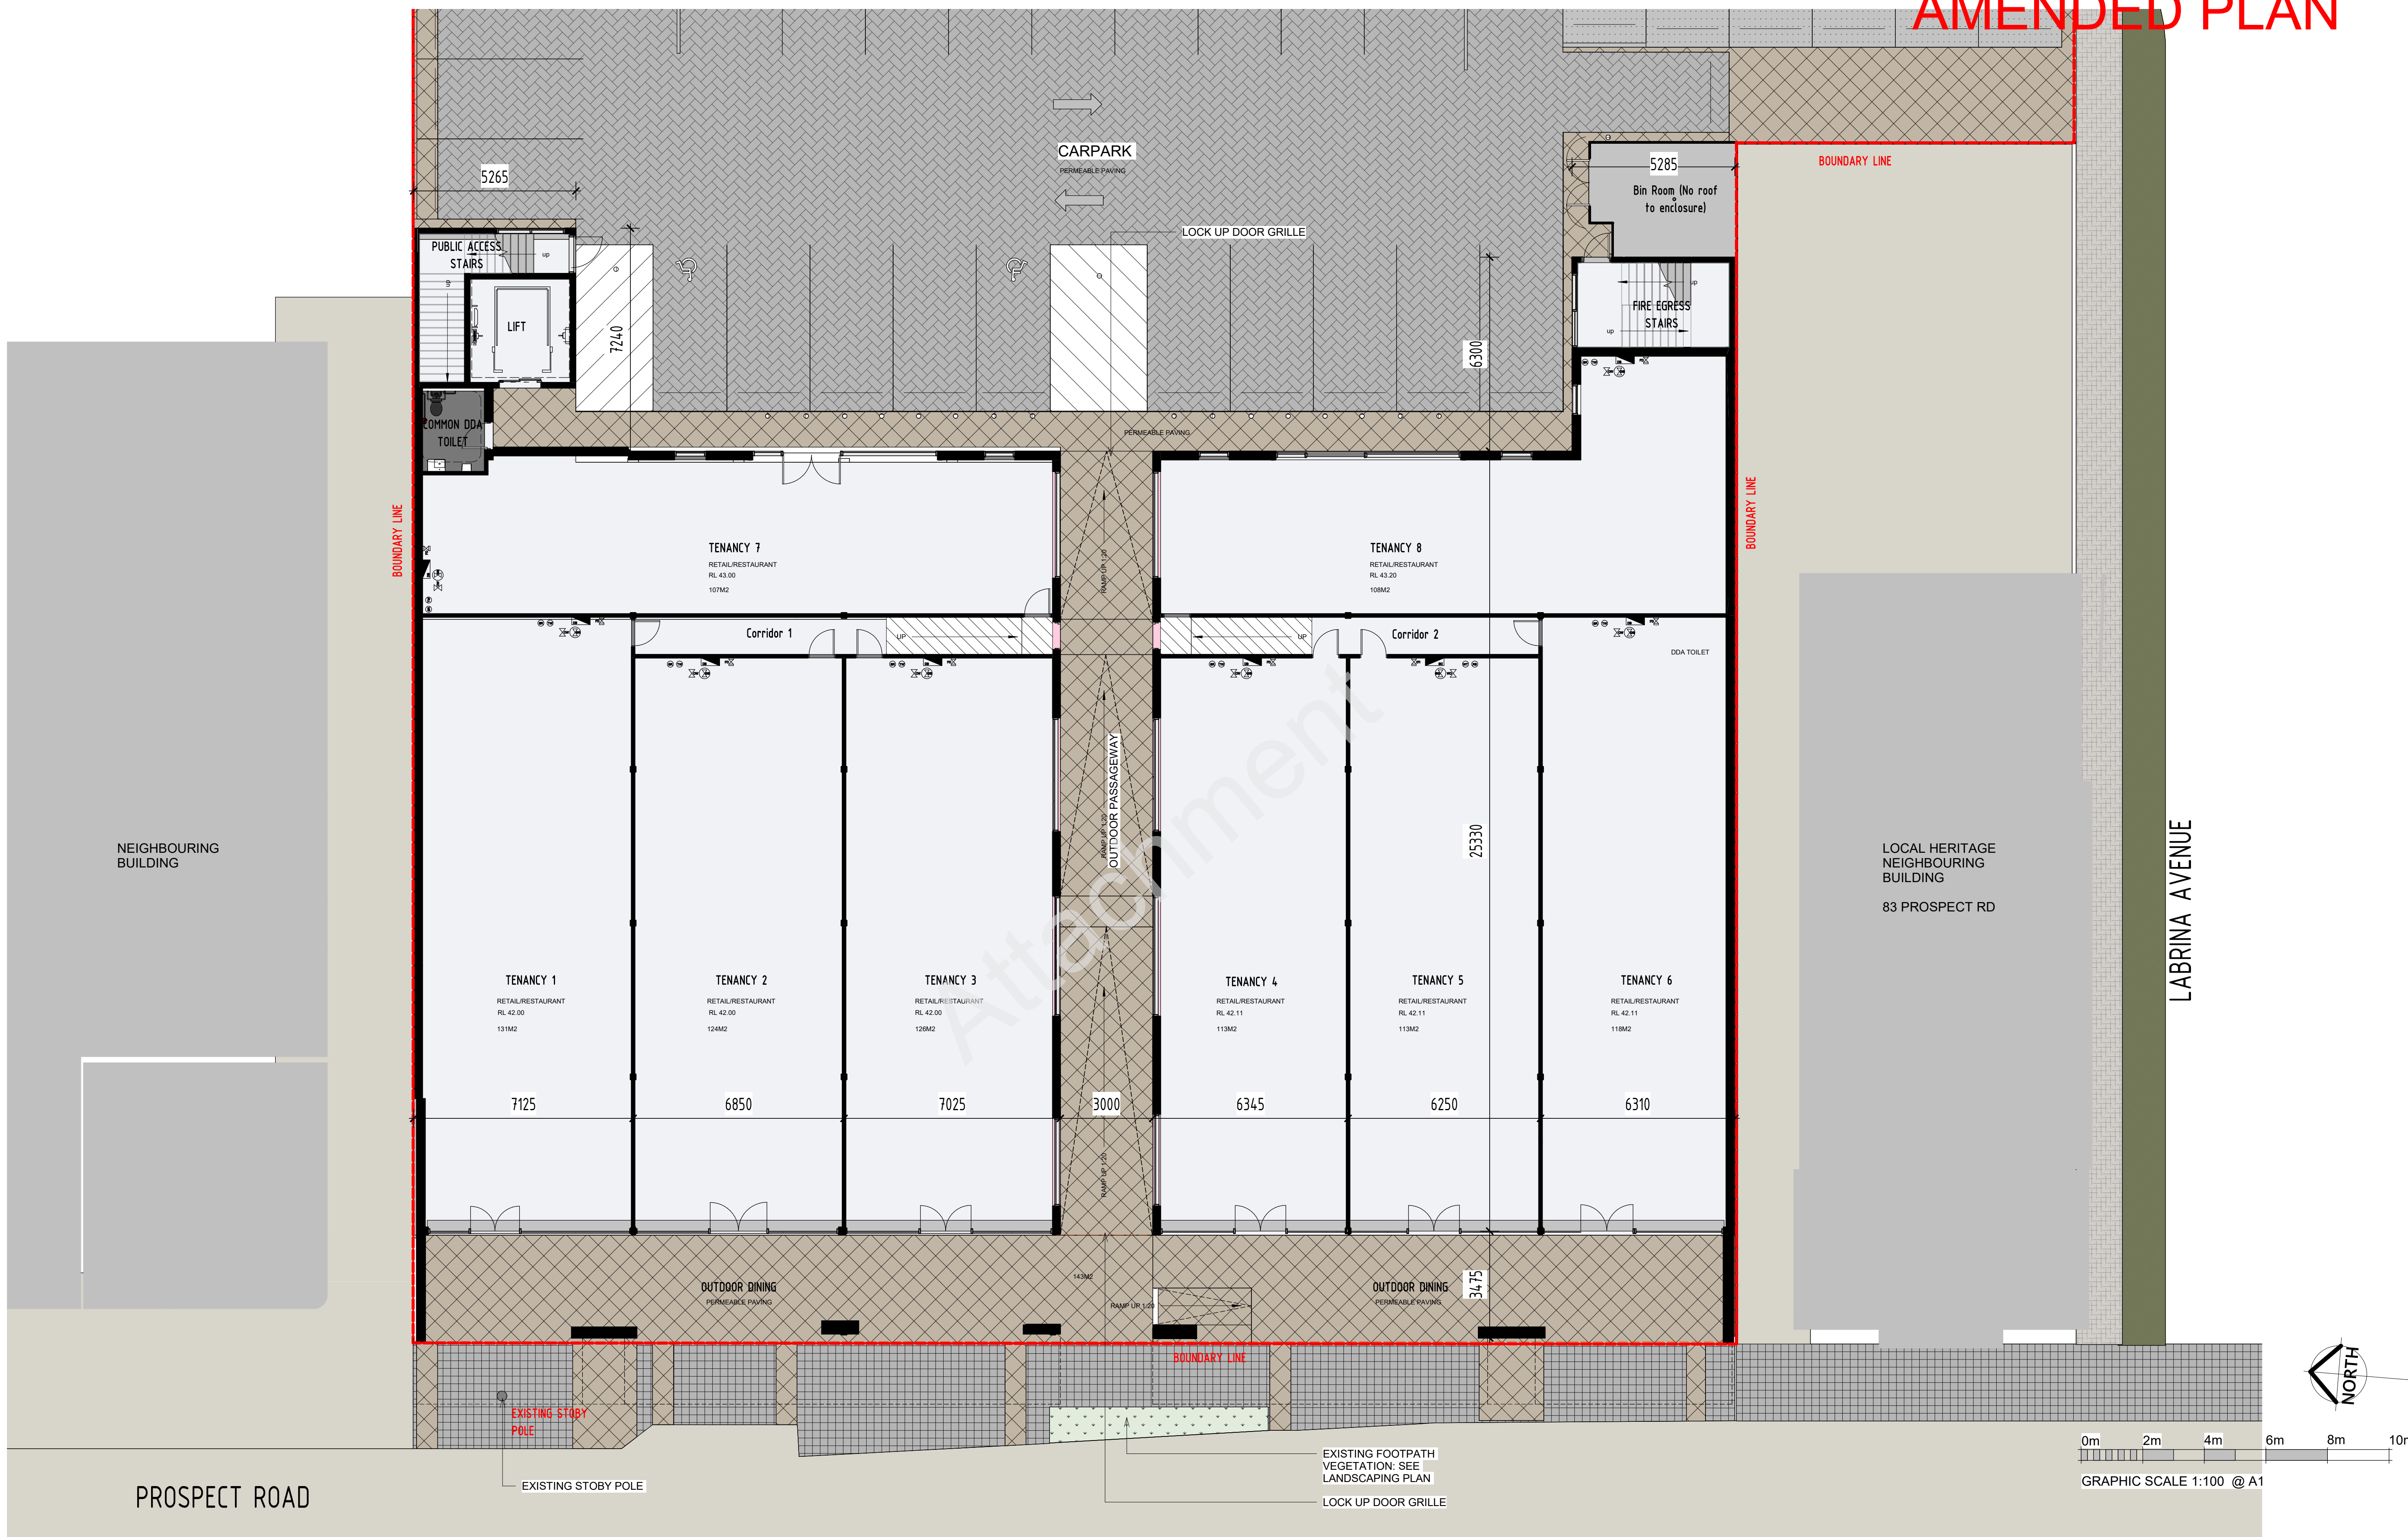 AMENDED PLAN
CARPARK
PERMEABLE PAVING
BOUNDARY LINE
5265
5285
Bin Room (No roof
to enclosure)
LOCK UP DOOR GRILLE
PUBLIC ACCESS
STAIRS
up
up
LIFT
7240
6300
up
FIRE EGRESS
STAIRS
up
COMMON DDA
TOILET
PERMEABLE PAVING
BOUNDARY LINE
BOUNDARY LINE
TENANCY 7
RETAIL/RESTAURANT
RL 43.00
107M2
RAMP UP 1:20
TENANCY 8
RETAIL/RESTAURANT
RL 43.20
108M2
Corridor 1
UP
UP
Corridor 2
DDA TOILET
OUTDOOR PASSAGEWAY
RAMP UP 1:20
25330
NEIGHBOURING
BUILDING
LOCAL HERITAGE
NEIGHBOURING
BUILDING
83 PROSPECT RD
LABRINA AVENUE
Attachment
TENANCY 1
RETAIL/RESTAURANT
RL 42.00
131M2
TENANCY 2
RETAIL/RESTAURANT
RL 42.00
124M2
TENANCY 3
RETAIL/RESTAURANT
RL 42.00
126M2
TENANCY 4
RETAIL/RESTAURANT
RL 42.11
113M2
TENANCY 5
RETAIL/RESTAURANT
RL 42.11
113M2
TENANCY 6
RETAIL/RESTAURANT
RL 42.11
118M2
7125
6850
7025
3000
6345
6250
6310
RAMP UP 1:20
143M2
OUTDOOR DINING
PERMEABLE PAVING
OUTDOOR DINING
PERMEABLE PAVING
3475
RAMP UP 1:20
BOUNDARY LINE
EXISTING STOBY
POLE
EXISTING STOBY POLE
EXISTING FOOTPATH
VEGETATION: SEE
LANDSCAPING PLAN
LOCK UP DOOR GRILLE
PROSPECT ROAD
NORTH
0m 2m 4m 6m 8m 10m
GRAPHIC SCALE 1:100 @ A1